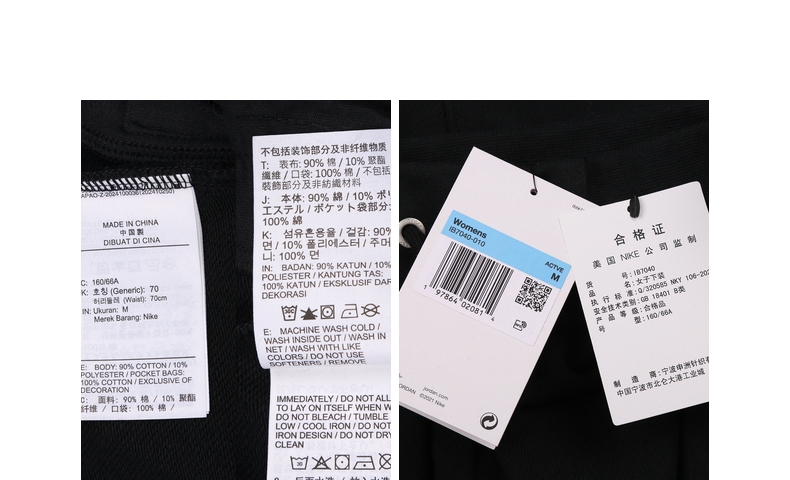 APAO-Z-2024100036(202410250)
MADE IN CHINA
中国製
DIBUAT DI CINA
C: 160/66A
K: 호칭 (Generic): 70
허리둘레 (Waist): 70cm
IN: Ukuran: M
Merek Barang: Nike
E: BODY: 90% COTTON / 10%
POLYESTER / POCKET BAGS:
100% COTTON / EXCLUSIVE OF
DECORATION
C: 面料: 90% 棉 / 10% 聚酯
纤维 / 口袋: 100% 棉 /
不包括装饰部分及非纤维物质
T: 表布: 90% 棉 / 10% 聚酯
纖維 / 口袋: 100% 棉 / 不包括
裝飾部分及非紡織材料
J: 本体: 90% 綿 / 10% ポリ
エステル / ポケット袋部分:
100% 綿
K: 섬유혼용율 / 겉감: 90%
면 / 10% 폴리에스터 / 주머
니: 100% 면
IN: BADAN: 90% KATUN / 10%
POLIESTER / KANTUNG TAS:
100% KATUN / EKSKLUSIF DARI
DEKORASI
E: MACHINE WASH COLD /
WASH INSIDE OUT / WASH IN
NET / WASH WITH LIKE
COLORS / DO NOT USE
SOFTENERS / REMOVE
IMMEDIATELY / DO NOT ALL
TO LAY ON ITSELF WHEN W
DO NOT BLEACH / TUMBLE
LOW / COOL IRON / DO NOT
IRON DESIGN / DO NOT DRY
CLEAN
Womens
IB7040-010
ACTVE
M
1 97864 02081 4
jordan.com
JORDAN ©2021 Nike
合格证
美国 NIKE 公司监制
货 号: IB7040
品 名: 女子下装
执行标准: Q/320585 NKY 106-202
安全技术类别: GB 18401 B类
产品等级: 合格品
号 型: 160/66A
制造商: 宁波申洲针织有
中国宁波市北仑大港工业城